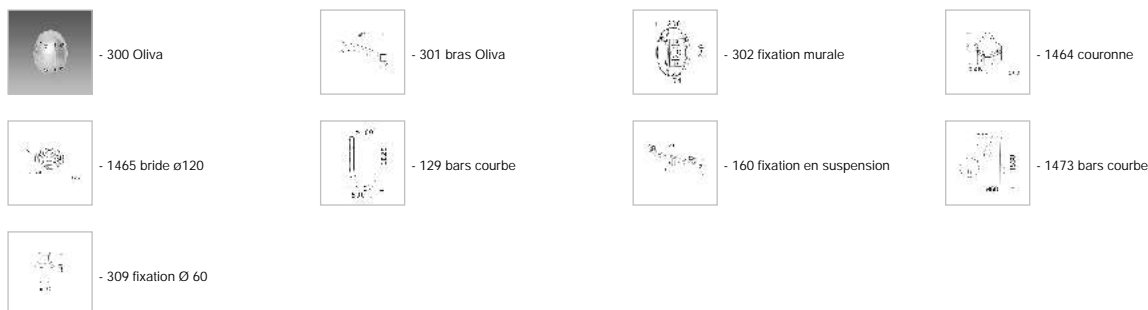 - 300 Oliva
- 301 bras Oliva
- 302 fixation murale
- 1464 couronne
- 1465 bride ø120
- 129 bars courbe
- 160 fixation en suspension
- 1473 bars courbe
- 309 fixation Ø 60